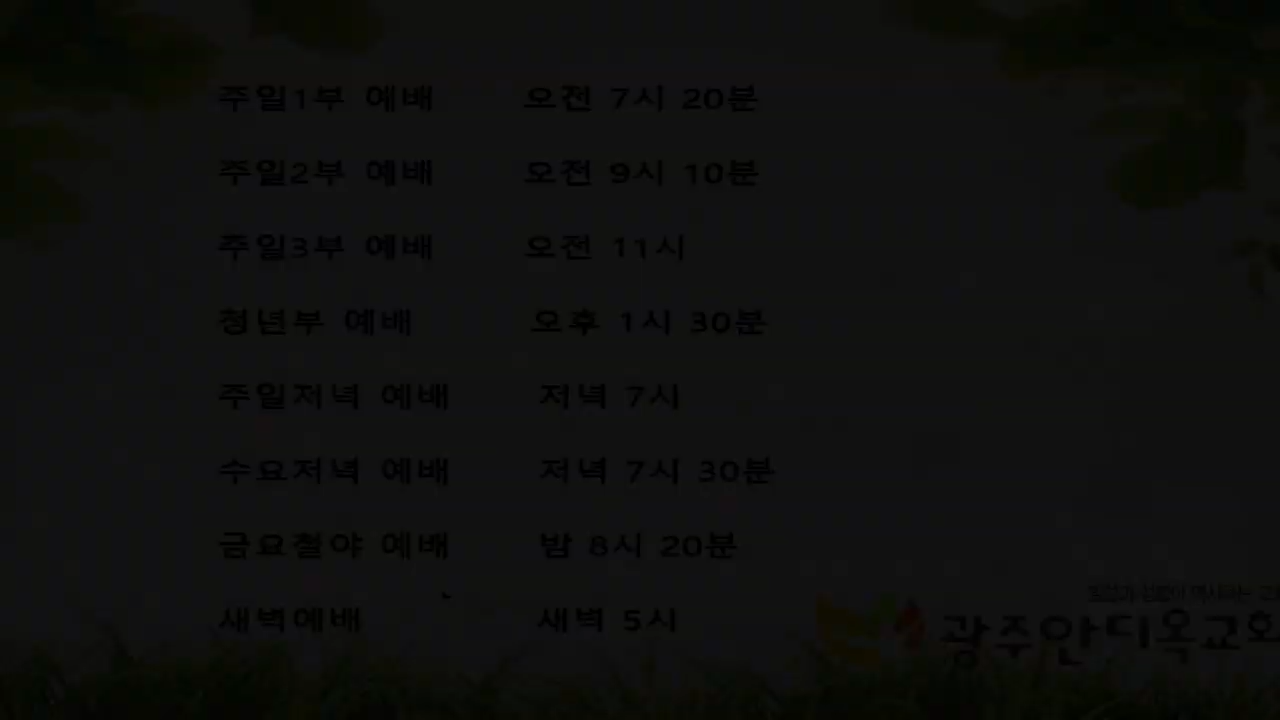 주일1부 예배 오전 7시 20분
주일2부 예배 오전 9시 10분
주일3부 예배 오전 11시
청년부 예배 오후 1시 30분
주일저녁 예배 저녁 7시
수요저녁 예배 저녁 7시 30분
금요철야 예배 밤 8시 20분
새벽예배 새벽 5시
광주안디옥교회